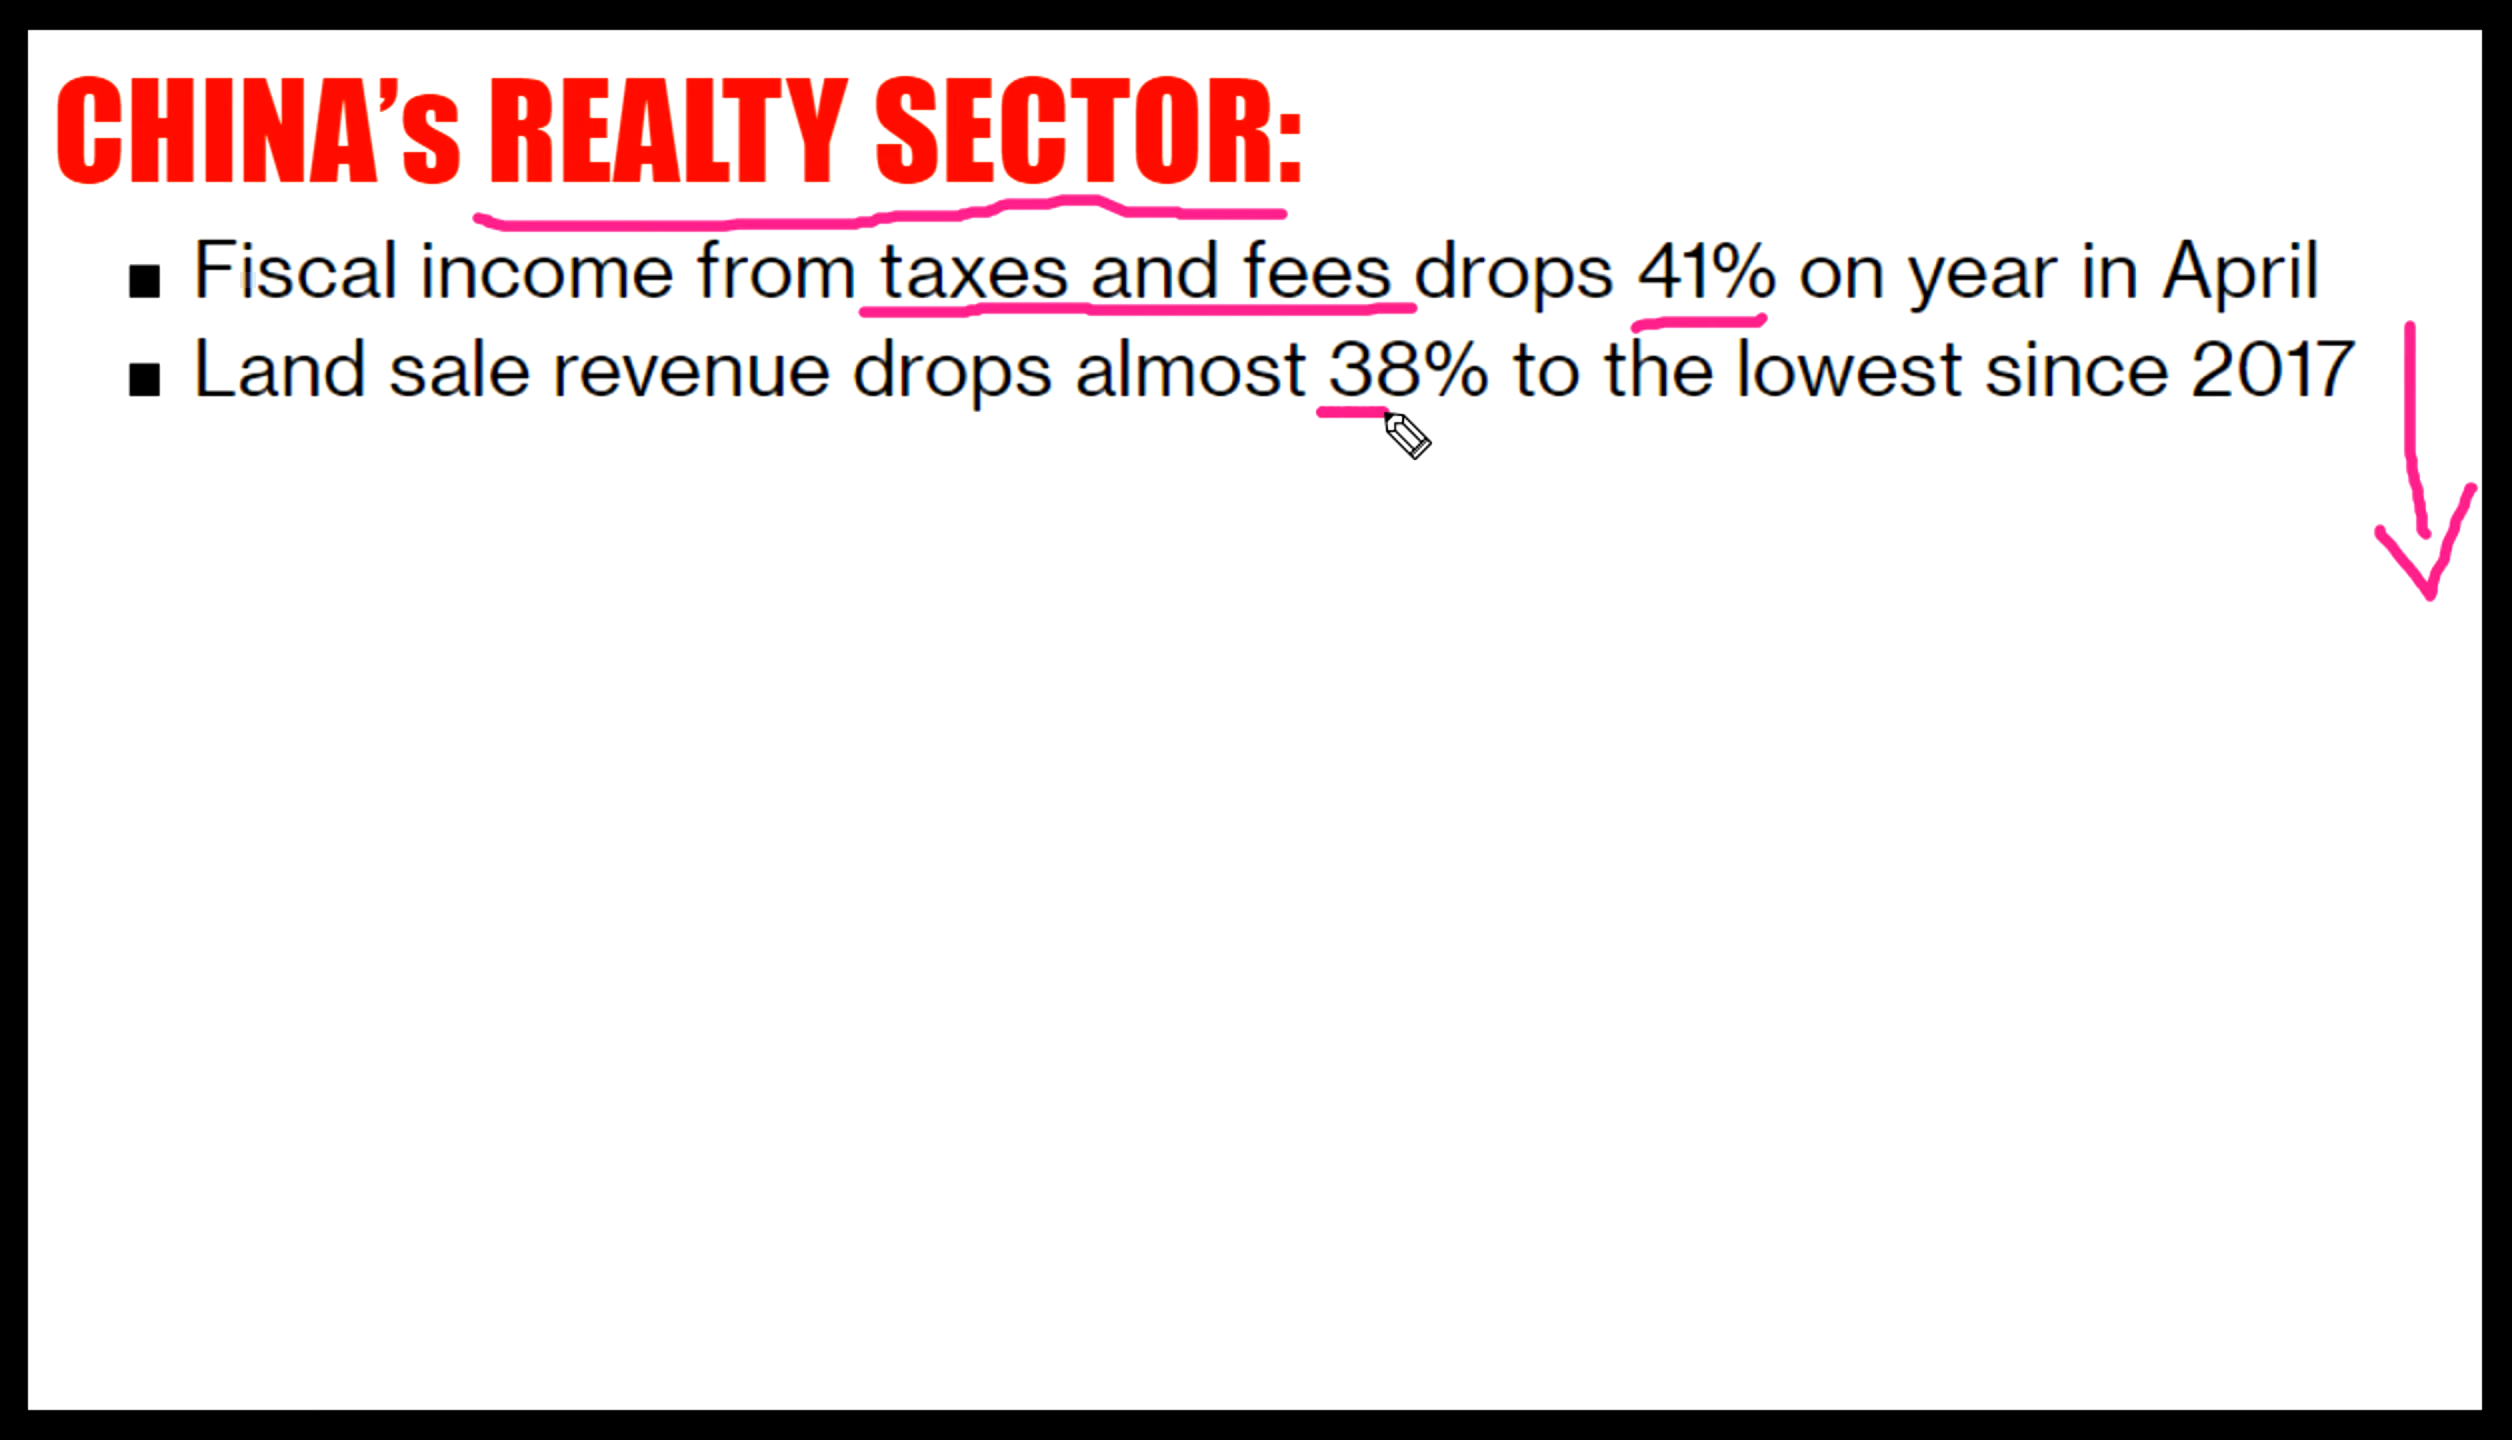 CHINA’s REALTY SECTOR:
▪ Fiscal income from taxes and fees drops 41% on year in April
▪ Land sale revenue drops almost 38% to the lowest since 2017